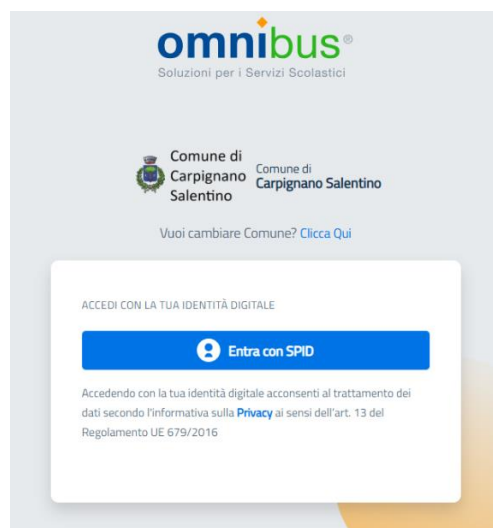 omnibus®
Soluzioni per i Servizi Scolastici
Comune di
Carpignano
Salentino
Comune di
Carpignano Salentino
Vuoi cambiare Comune? Clicca Qui
ACCEDI CON LA TUA IDENTITÀ DIGITALE
Entra con SPID
Accedendo con la tua identità digitale acconsenti al trattamento dei
dati secondo l'informativa sulla Privacy ai sensi dell'art. 13 del
Regolamento UE 679/2016